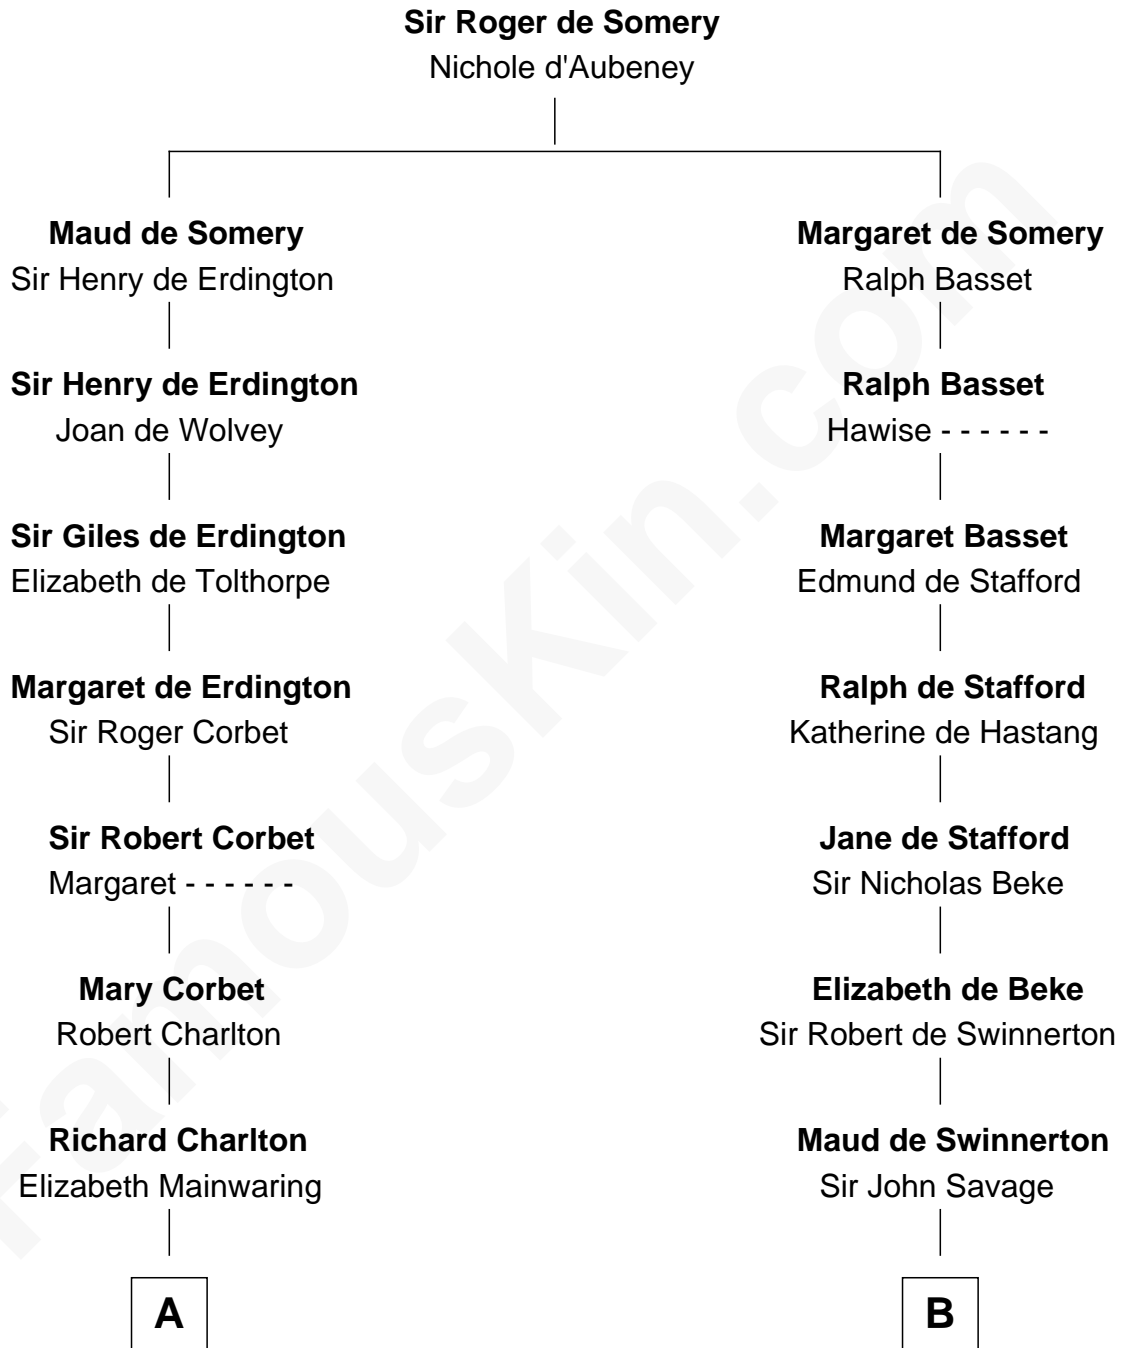 Sir Roger de Somery
Nichole d'Aubeney
Maud de Somery
Sir Henry de Erdington
Margaret de Somery
Ralph Basset
Sir Henry de Erdington
Joan de Wolvey
Ralph Basset
Hawise - - - - - -
Sir Giles de Erdington
Elizabeth de Tolthorpe
Margaret Basset
Edmund de Stafford
Margaret de Erdington
Sir Roger Corbet
Ralph de Stafford
Katherine de Hastang
Sir Robert Corbet
Margaret - - - - - -
Jane de Stafford
Sir Nicholas Beke
Mary Corbet
Robert Charlton
Elizabeth de Beke
Sir Robert de Swinnerton
Richard Charlton
Elizabeth Mainwaring
Maud de Swinnerton
Sir John Savage
A
B
FamousKin.com